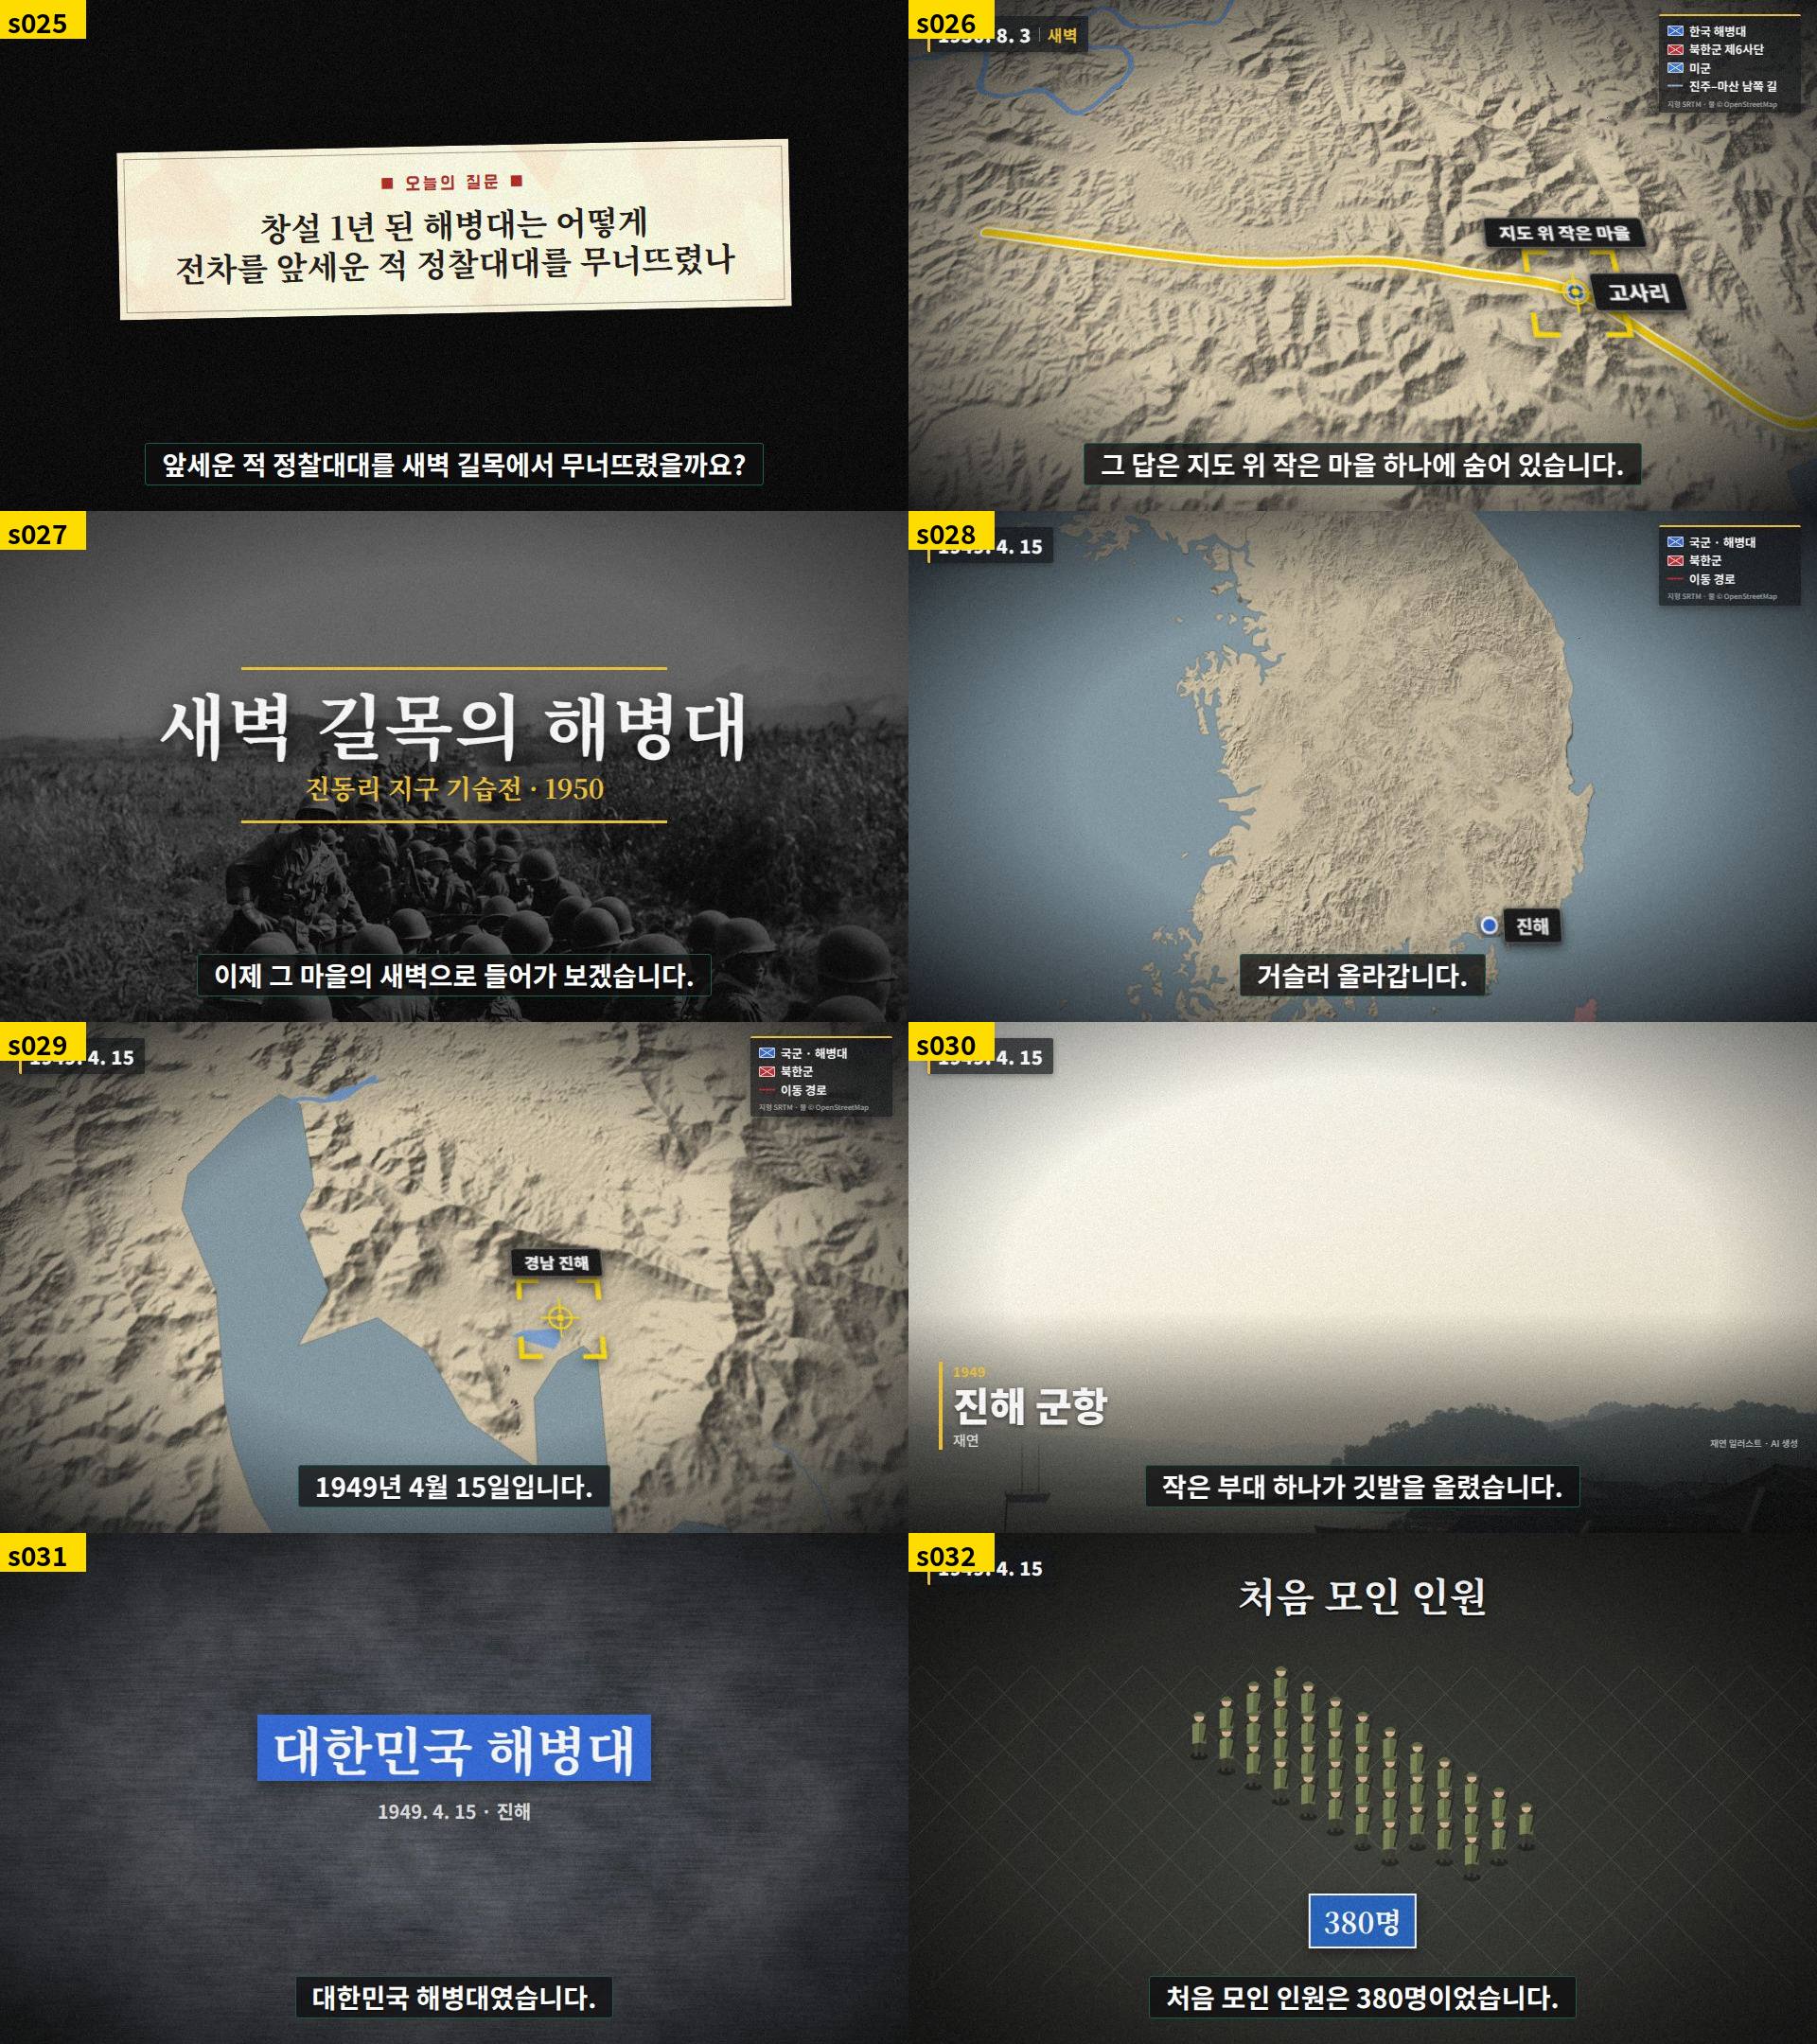 s025
■ 오늘의 질문 ■
창설 1년 된 해병대는 어떻게
전차를 앞세운 적 정찰대대를 무너뜨렸나
앞세운 적 정찰대대를 새벽 길목에서 무너뜨렸을까요?
s026
8. 3 새벽
한국 해병대
북한군 제6사단
미군
진주–마산 남쪽 길
지형 SRTM · 물 © OpenStreetMap
지도 위 작은 마을
고사리
그 답은 지도 위 작은 마을 하나에 숨어 있습니다.
s027
새벽 길목의 해병대
진동리 지구 기습전 · 1950
이제 그 마을의 새벽으로 들어가 보겠습니다.
s028
4. 15
국군 · 해병대
북한군
이동 경로
지형 SRTM · 물 © OpenStreetMap
진해
거슬러 올라갑니다.
s029
4. 15
국군 · 해병대
북한군
이동 경로
지형 SRTM · 물 © OpenStreetMap
경남 진해
1949년 4월 15일입니다.
s030
4. 15
1949
진해 군항
재연
재연 일러스트 · AI 생성
작은 부대 하나가 깃발을 올렸습니다.
s031
대한민국 해병대
1949. 4. 15 · 진해
대한민국 해병대였습니다.
s032
4. 15
처음 모인 인원
380명
처음 모인 인원은 380명이었습니다.